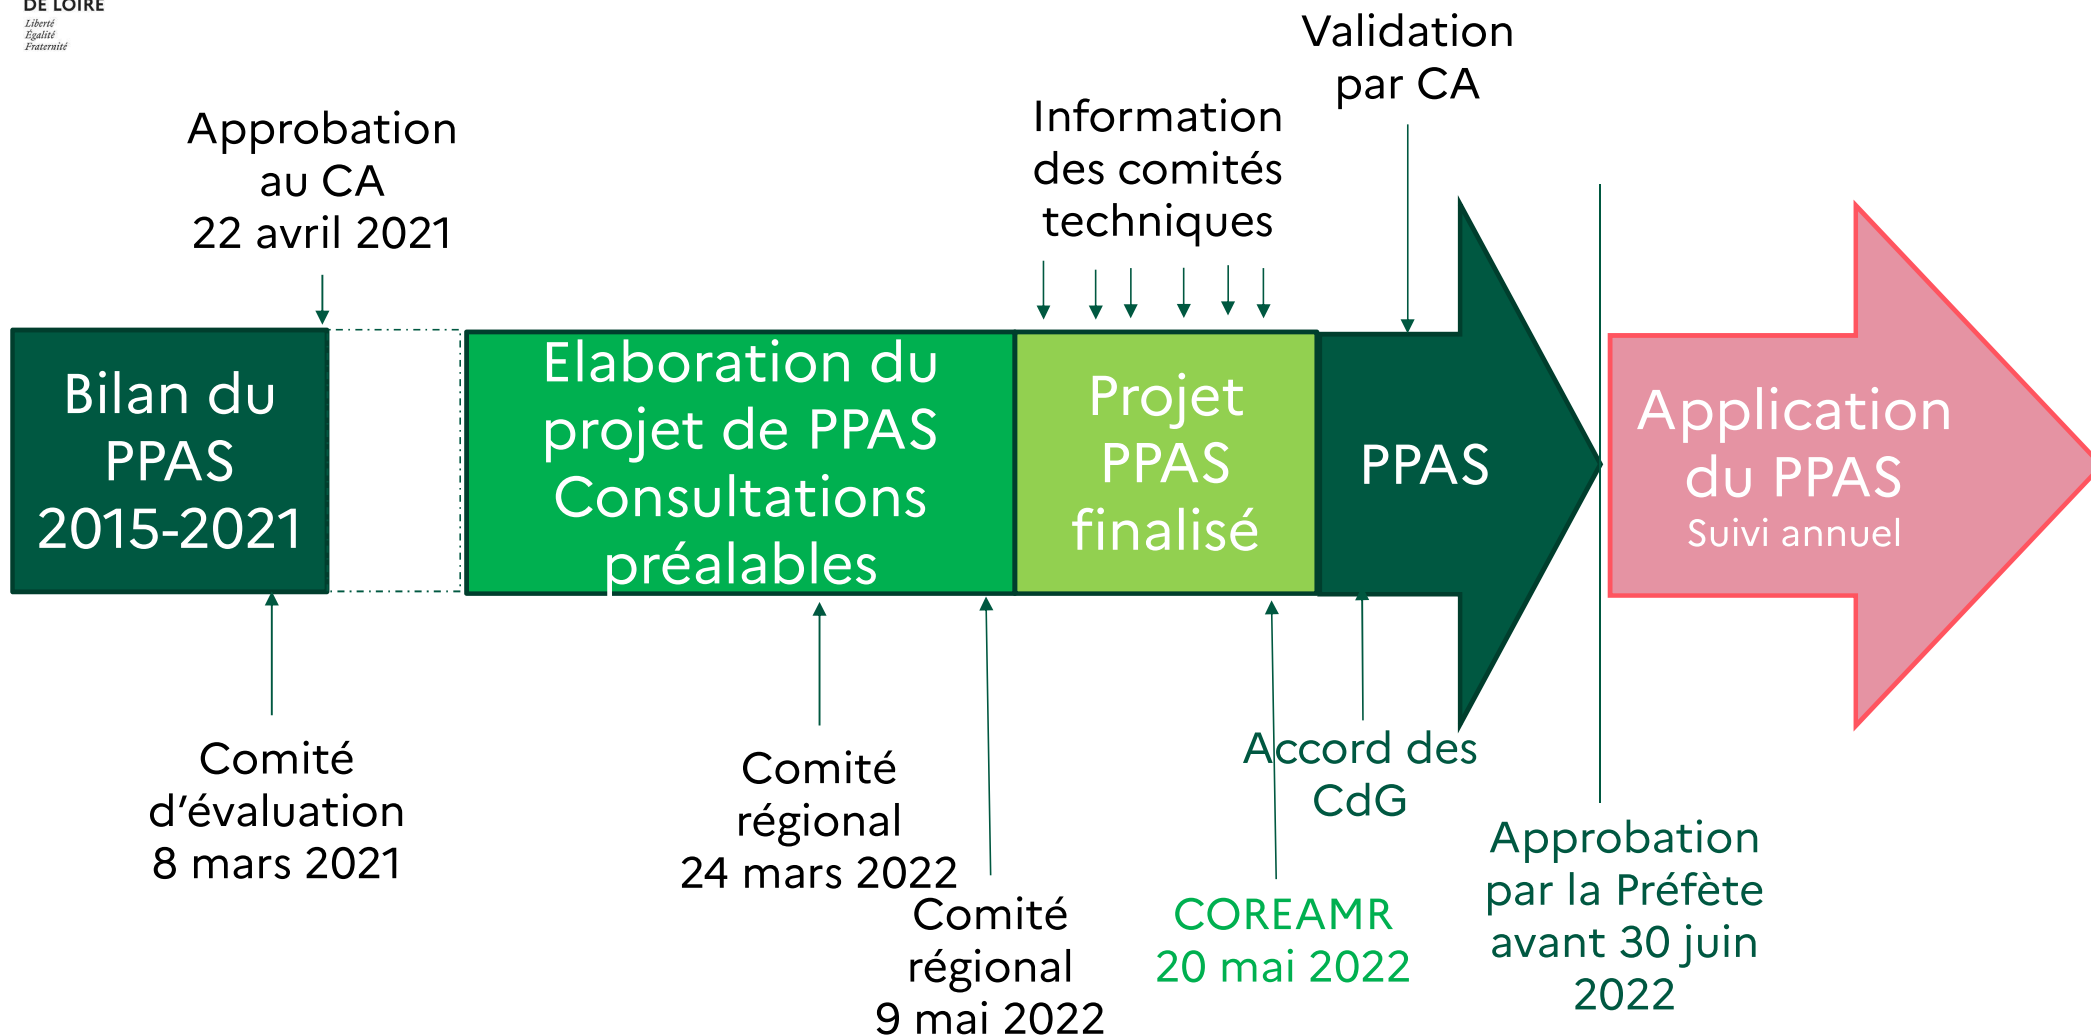 DE LOIRE
Liberté
Égalité
Fraternité
Approbation
au CA
22 avril 2021
Information
des comités
techniques
Validation
par CA
Bilan du
PPAS
2015-2021
Elaboration du
projet de PPAS
Consultations
préalables
Projet
PPAS
finalisé
PPAS
Application
du PPAS
Suivi annuel
Comité
d’évaluation
8 mars 2021
Comité
régional
24 mars 2022
Comité
régional
9 mai 2022
COREAMR
20 mai 2022
Accord des
CdG
Approbation
par la Préfète
avant 30 juin
2022